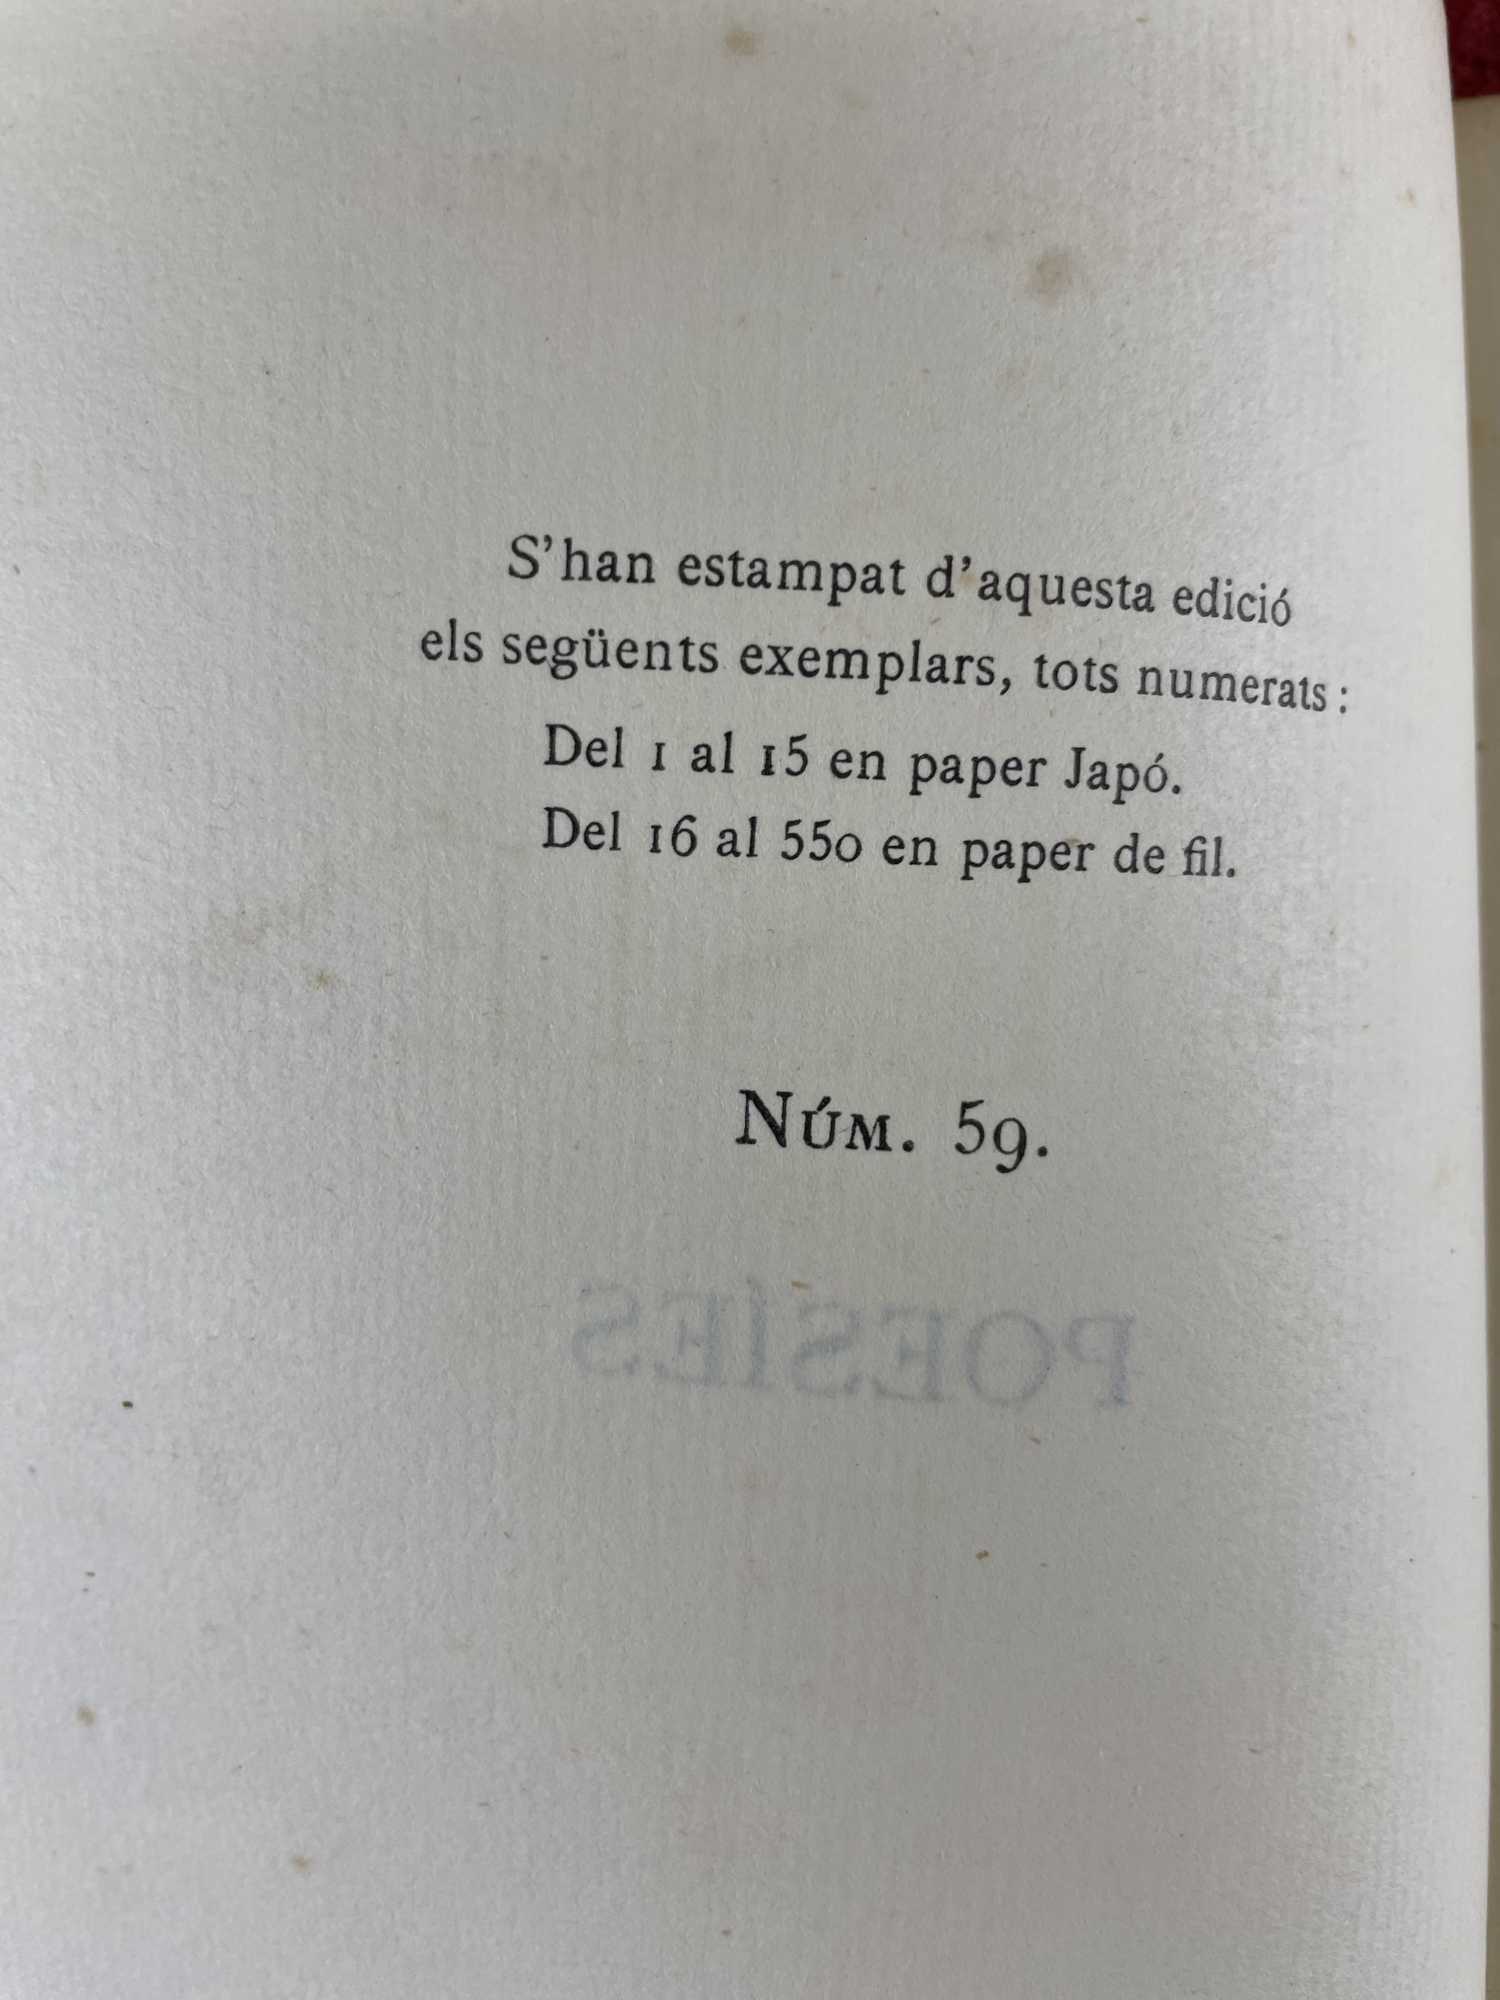 S’han estampat d’aquesta edició
els següents exemplars, tots numerats:
Del 1 al 15 en paper Japó.
Del 16 al 550 en paper de fil.
NÚM. 59.
POESÍES